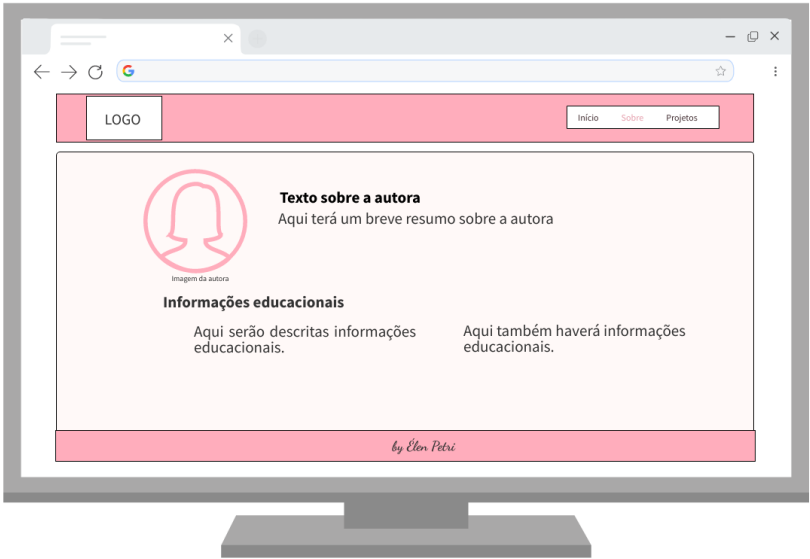 LOGO
Início Sobre Projetos
Texto sobre a autora
Aqui terá um breve resumo sobre a autora
Imagem da autora
Informações educacionais
Aqui serão descritas informações
educacionais.
Aqui também haverá informações
educacionais.
by Élen Petri